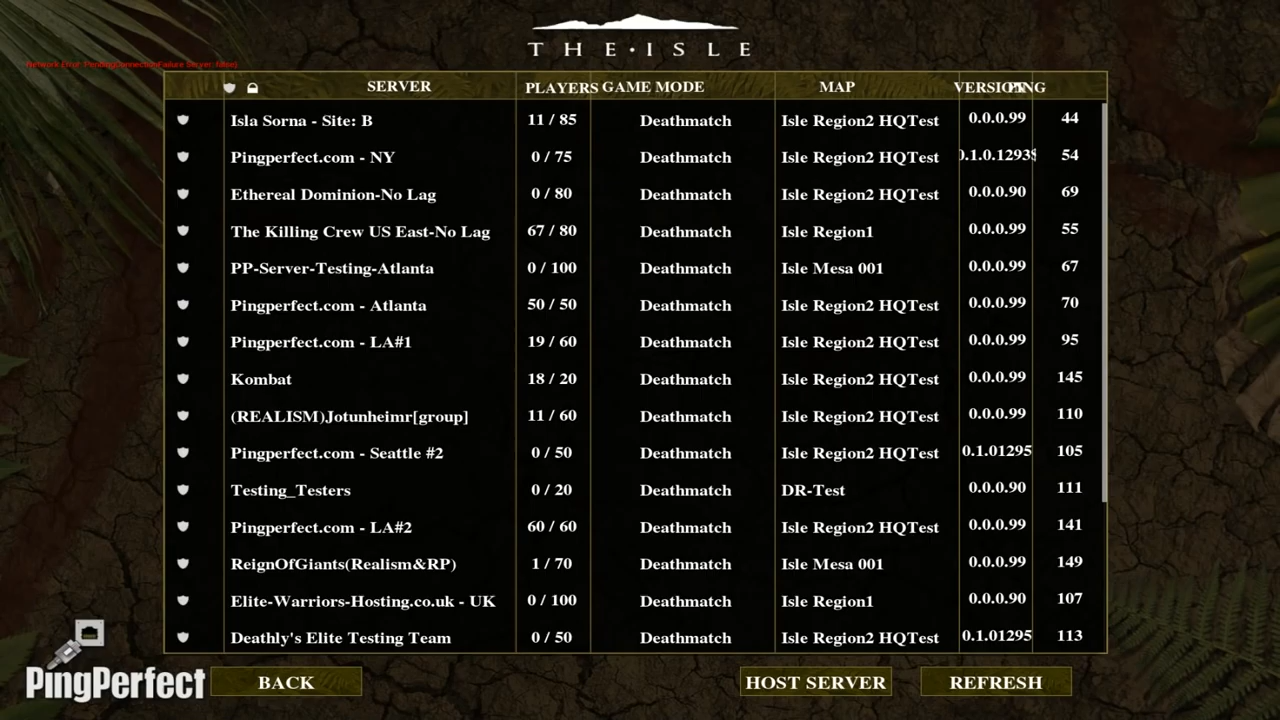 THE·ISLE
Network Error: PendingConnectionFailure Server: false)
SERVER PLAYERS GAME MODE MAP VERSION PING
Isla Sorna - Site: B 11 / 85 Deathmatch Isle Region2 HQTest 0.0.0.99 44
Pingperfect.com - NY 0 / 75 Deathmatch Isle Region2 HQTest 0.1.0.1293 54
Ethereal Dominion-No Lag 0 / 80 Deathmatch Isle Region2 HQTest 0.0.0.90 69
The Killing Crew US East-No Lag 67 / 80 Deathmatch Isle Region1 0.0.0.99 55
PP-Server-Testing-Atlanta 0 / 100 Deathmatch Isle Mesa 001 0.0.0.99 67
Pingperfect.com - Atlanta 50 / 50 Deathmatch Isle Region2 HQTest 0.0.0.99 70
Pingperfect.com - LA#1 19 / 60 Deathmatch Isle Region2 HQTest 0.0.0.99 95
Kombat 18 / 20 Deathmatch Isle Region2 HQTest 0.0.0.99 145
(REALISM)Jotunheimr[group] 11 / 60 Deathmatch Isle Region2 HQTest 0.0.0.99 110
Pingperfect.com - Seattle #2 0 / 50 Deathmatch Isle Region2 HQTest 0.1.01295 105
Testing_Testers 0 / 20 Deathmatch DR-Test 0.0.0.90 111
Pingperfect.com - LA#2 60 / 60 Deathmatch Isle Region2 HQTest 0.0.0.99 141
ReignOfGiants(Realism&RP) 1 / 70 Deathmatch Isle Mesa 001 0.0.0.99 149
Elite-Warriors-Hosting.co.uk - UK 0 / 100 Deathmatch Isle Region1 0.0.0.90 107
Deathly's Elite Testing Team 0 / 50 Deathmatch Isle Region2 HQTest 0.1.01295 113
PingPerfect BACK HOST SERVER REFRESH